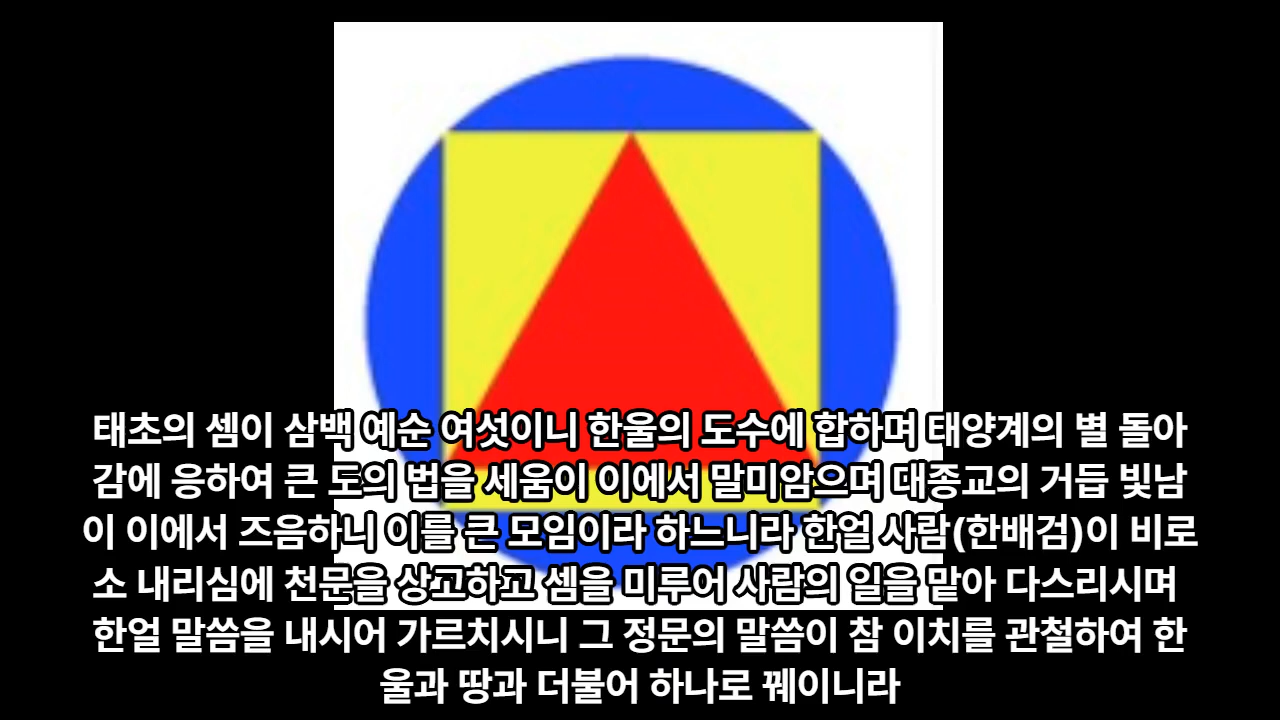 태초의 셈이 삼백 예순 여섯이니 한울의 도수에 합하며 태양계의 별 돌아
감에 응하여 큰 도의 법을 세움이 이에서 말미암으며 대종교의 거듭 빛남
이 이에서 즈음하니 이를 큰 모임이라 하느니라 한얼 사람(한배검)이 비로
소 내리심에 천문을 상고하고 셈을 미루어 사람의 일을 맡아 다스리시며
한얼 말씀을 내시어 가르치시니 그 정문의 말씀이 참 이치를 관철하여 한
울과 땅과 더불어 하나로 꿰이니라